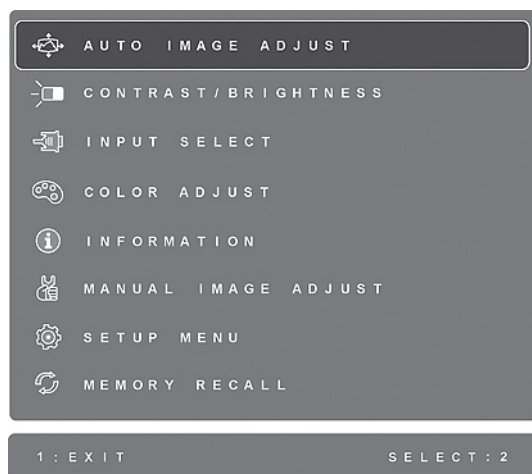 AUTO IMAGE ADJUST
CONTRAST/BRIGHTNESS
INPUT SELECT
COLOR ADJUST
INFORMATION
MANUAL IMAGE ADJUST
SETUP MENU
MEMORY RECALL
1:EXIT SELECT:2